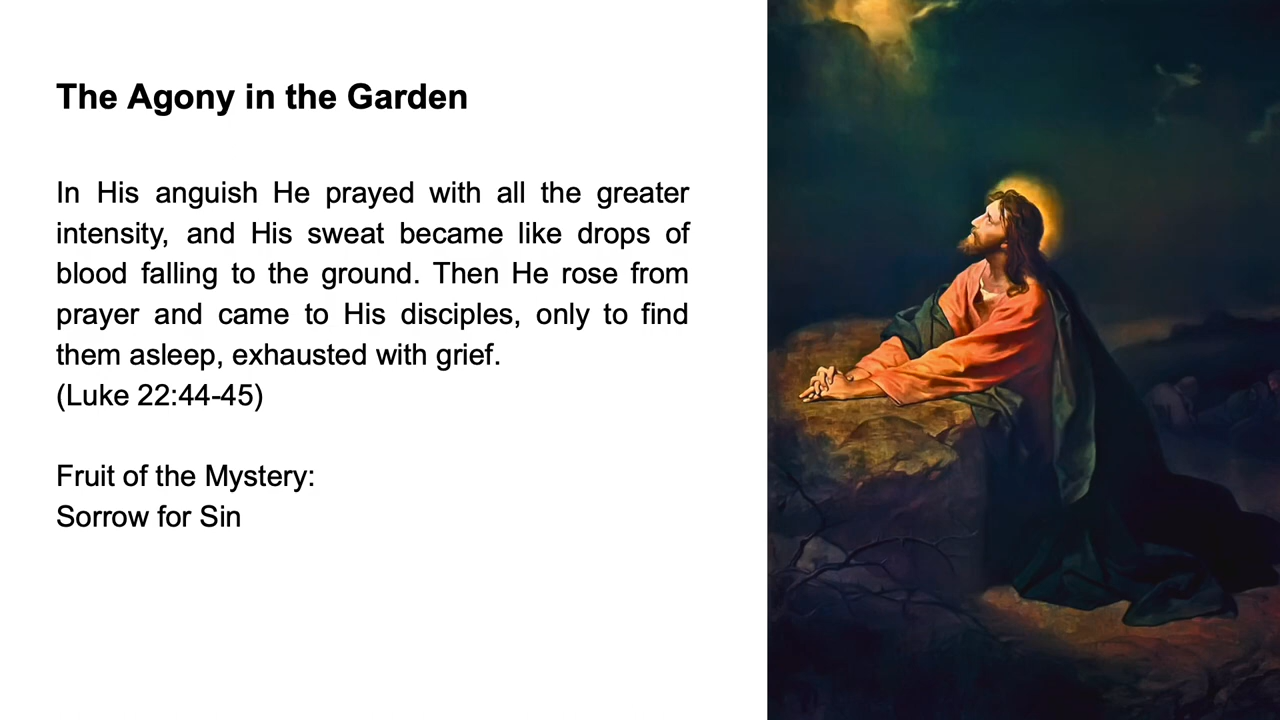 The Agony in the Garden
In His anguish He prayed with all the greater
intensity, and His sweat became like drops of
blood falling to the ground. Then He rose from
prayer and came to His disciples, only to find
them asleep, exhausted with grief.
(Luke 22:44-45)
Fruit of the Mystery:
Sorrow for Sin